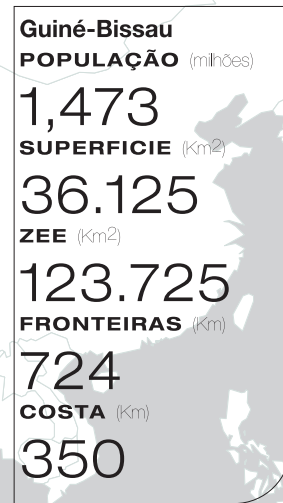 Guiné-Bissau
POPULAÇÃO (milhões)
1,473
SUPERFICIE (Km2)
36.125
ZEE (Km2)
123.725
FRONTEIRAS (Km)
724
COSTA (Km)
350